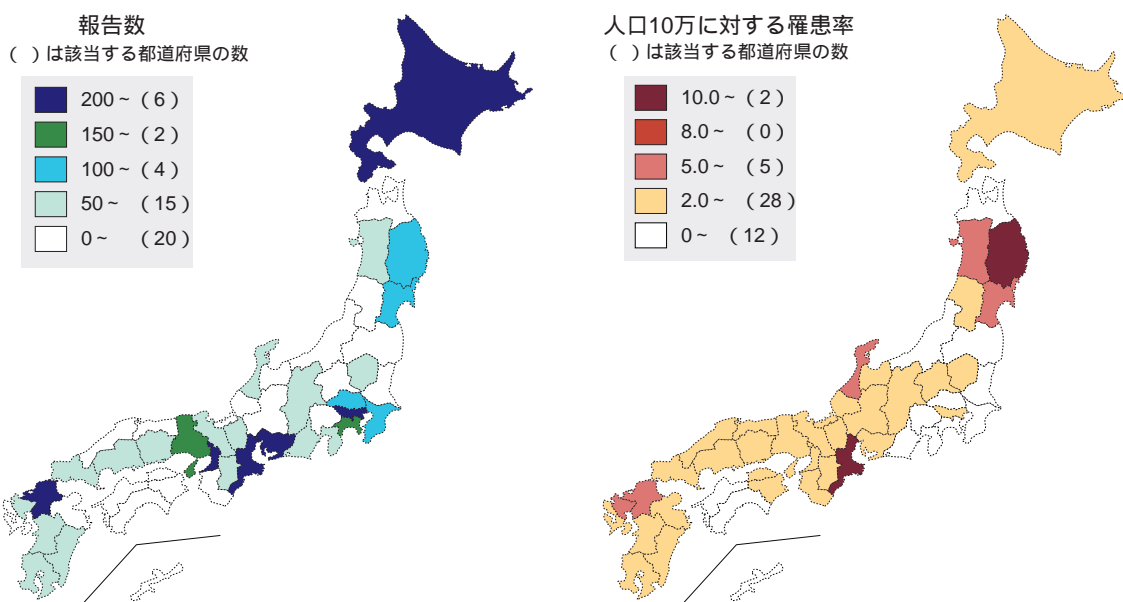 報告数
（ ）は該当する都道府県の数
200～（6）
150～（2）
100～（4）
50～ （15）
0～ （20）
人口10万に対する罹患率
（ ）は該当する都道府県の数
10.0～（2）
8.0～ （0）
5.0～ （5）
2.0～ （28）
0～ （12）